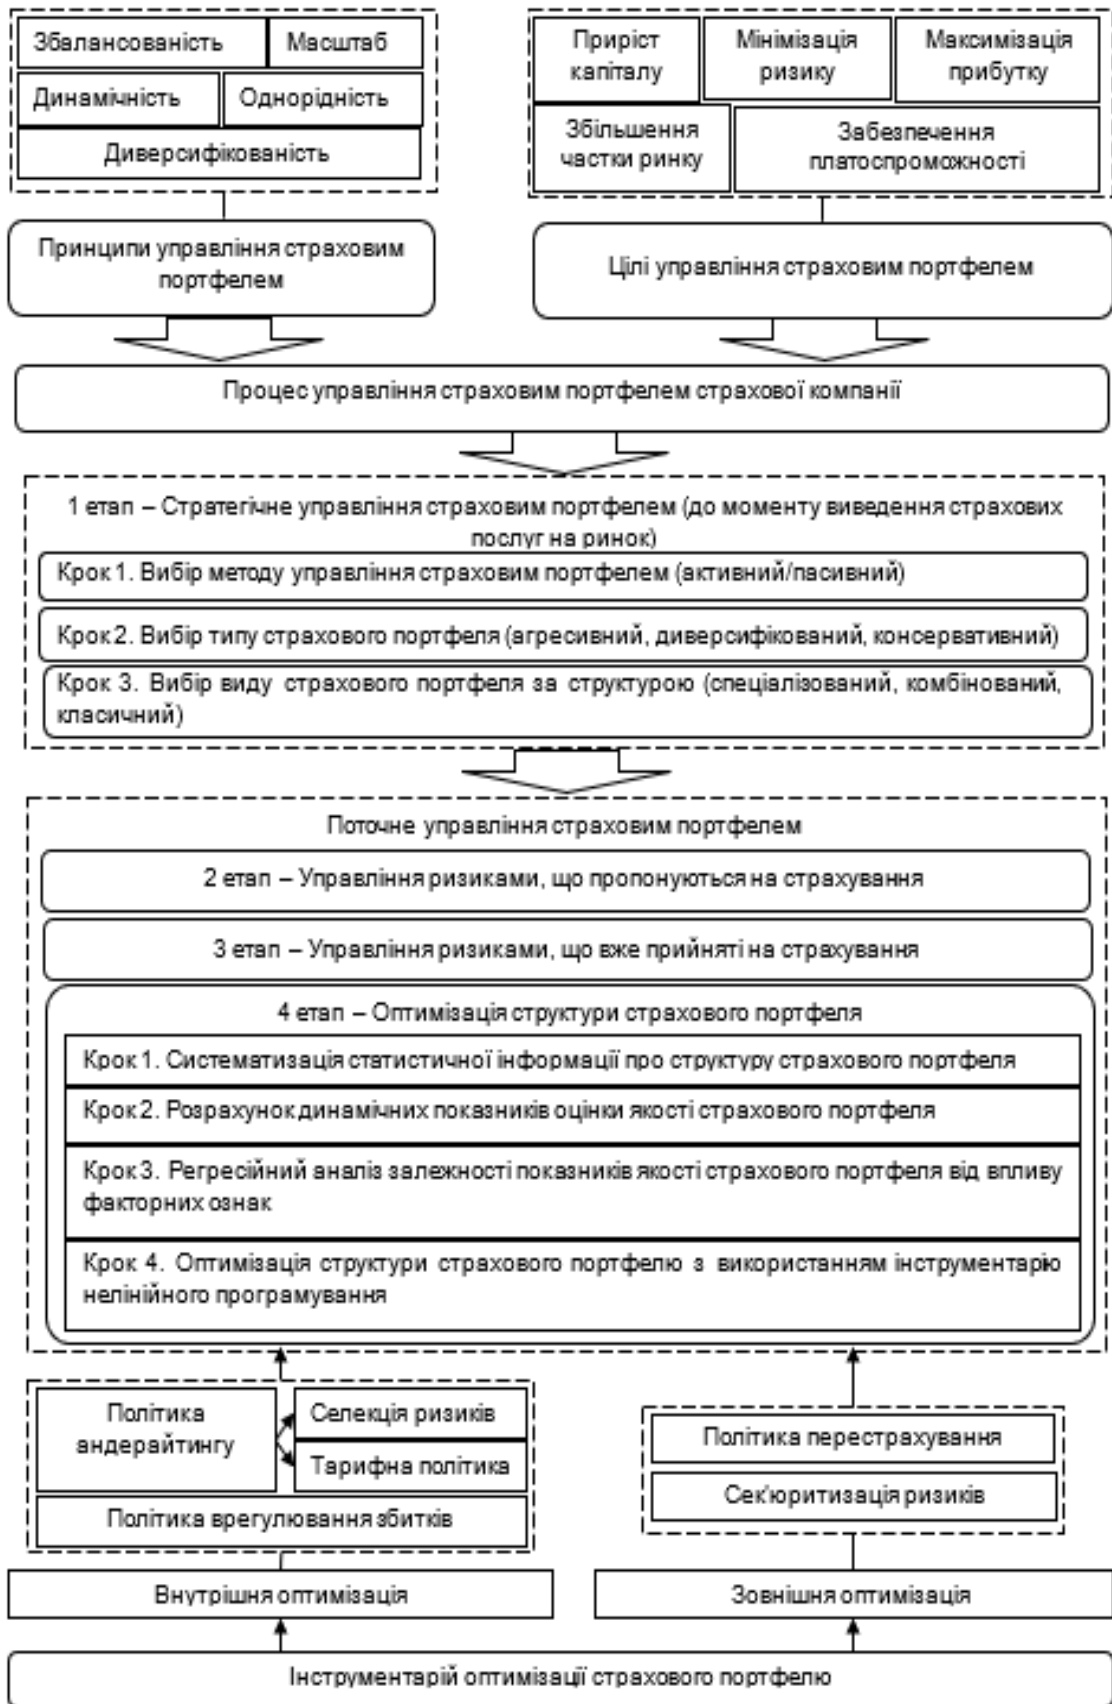 Збалансованість
Масштаб
Динамічність
Однорідність
Диверсифікованість
Приріст
капіталу
Мінімізація
ризику
Максимізація
прибутку
Збільшення
частки ринку
Забезпечення
платоспроможності
Принципи управління страховим
портфелем
Цілі управління страховим портфелем
Процес управління страховим портфелем страхової компанії
1 етап – Стратегічне управління страховим портфелем (до моменту виведення страхових
послуг на ринок)
Крок 1. Вибір методу управління страховим портфелем (активний/пасивний)
Крок 2. Вибір типу страхового портфеля (агресивний, диверсифікований, консервативний)
Крок 3. Вибір виду страхового портфеля за структурою (спеціалізований, комбінований,
класичний)
Поточне управління страховим портфелем
2 етап – Управління ризиками, що пропонуються на страхування
3 етап – Управління ризиками, що вже прийняті на страхування
4 етап – Оптимізація структури страхового портфеля
Крок 1. Систематизація статистичної інформації про структуру страхового портфеля
Крок 2. Розрахунок динамічних показників оцінки якості страхового портфеля
Крок 3. Регресійний аналіз залежності показників якості страхового портфеля від впливу
факторних ознак
Крок 4. Оптимізація структури страхового портфелю з використанням інструментарію
нелінійного програмування
Політика
андерайтингу
Селекція ризиків
Тарифна політика
Політика врегулювання збитків
Політика перестрахування
Сек'юритизація ризиків
Внутрішня оптимізація
Зовнішня оптимізація
Інструментарій оптимізації страхового портфелю